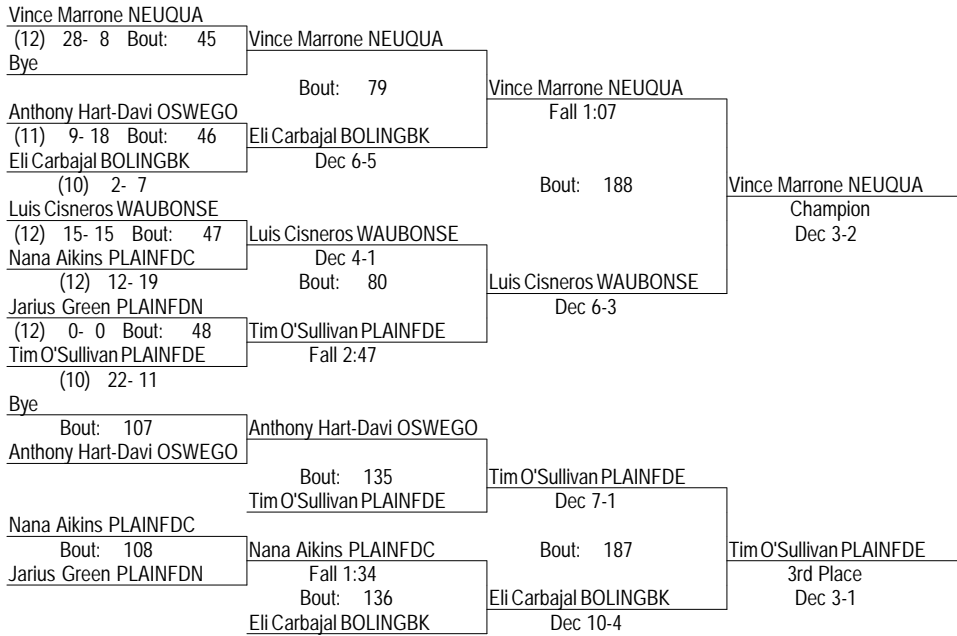 Vince Marrone NEUQUA
(12) 28- 8 Bout: 45 Vince Marrone NEUQUA
Bye
Bout: 79 Vince Marrone NEUQUA
Anthony Hart-Davi OSWEGO Fall 1:07
(11) 9- 18 Bout: 46 Eli Carbajal BOLINGBK
Eli Carbajal BOLINGBK Dec 6-5
(10) 2- 7 Bout: 188 Vince Marrone NEUQUA
Luis Cisneros WAUBONSE Champion
(12) 15- 15 Bout: 47 Luis Cisneros WAUBONSE Dec 3-2
Nana Aikins PLAINFDC Dec 4-1
(12) 12- 19 Bout: 80 Luis Cisneros WAUBONSE
Jarius Green PLAINFDN Dec 6-3
(12) 0- 0 Bout: 48 Tim O'Sullivan PLAINFDE
Tim O'Sullivan PLAINFDE Fall 2:47
(10) 22- 11
Bye
Bout: 107 Anthony Hart-Davi OSWEGO
Anthony Hart-Davi OSWEGO
Bout: 135 Tim O'Sullivan PLAINFDE
Tim O'Sullivan PLAINFDE Dec 7-1
Nana Aikins PLAINFDC
Bout: 108 Nana Aikins PLAINFDC Bout: 187 Tim O'Sullivan PLAINFDE
Jarius Green PLAINFDN Fall 1:34 3rd Place
Bout: 136 Eli Carbajal BOLINGBK Dec 3-1
Eli Carbajal BOLINGBK Dec 10-4